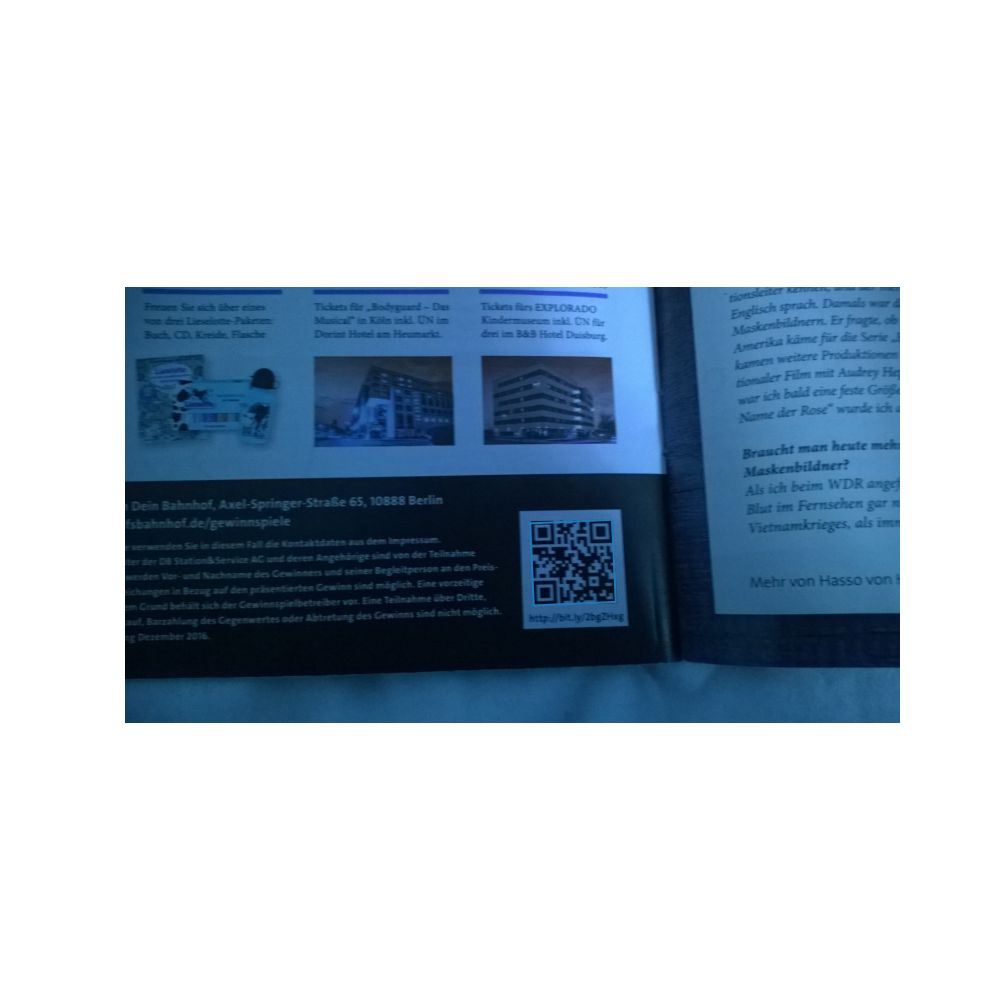 Freuen Sie sich über eines
von drei Lieselotte-Paketen:
Buch, CD, Kreide, Flasche
Tickets für „Bodyguard – Das
Musical“ in Köln inkl. ÜN im
Dorint Hotel am Heumarkt.
Tickets fürs EXPLORADO
Kindermuseum inkl. ÜN für
drei im B&B Hotel Duisburg.
Dein Bahnhof, Axel-Springer-Straße 65, 10888 Berlin
fsbahnhof.de/gewinnspiele
verwenden Sie in diesem Fall die Kontaktdaten aus dem Impressum.
ter der DB Station&Service AG und deren Angehörige sind von der Teilnahme
werden Vor- und Nachname des Gewinners und seiner Begleitperson an den Preis-
ichungen in Bezug auf den präsentierten Gewinn sind möglich. Eine vorzeitige
em Grund behält sich der Gewinnspielbetreiber vor. Eine Teilnahme über Dritte,
auf, Barzahlung des Gegenwertes oder Abtretung des Gewinns sind nicht möglich.
g Dezember 2016.
http://bit.ly/2bgZHxg
tionsleiter kennen, und der
Englisch sprach. Damals war d
Maskenbildnern. Er fragte, ob
Amerika käme für die Serie
kamen weitere Produktionen
tionaler Film mit Audrey Hep
war ich bald eine feste Größe
Name der Rose“ wurde ich a
Braucht man heute mehr
Maskenbildner?
Als ich beim WDR angef
Blut im Fernsehen gar n
Vietnamkrieges, als imm
Mehr von Hasso von